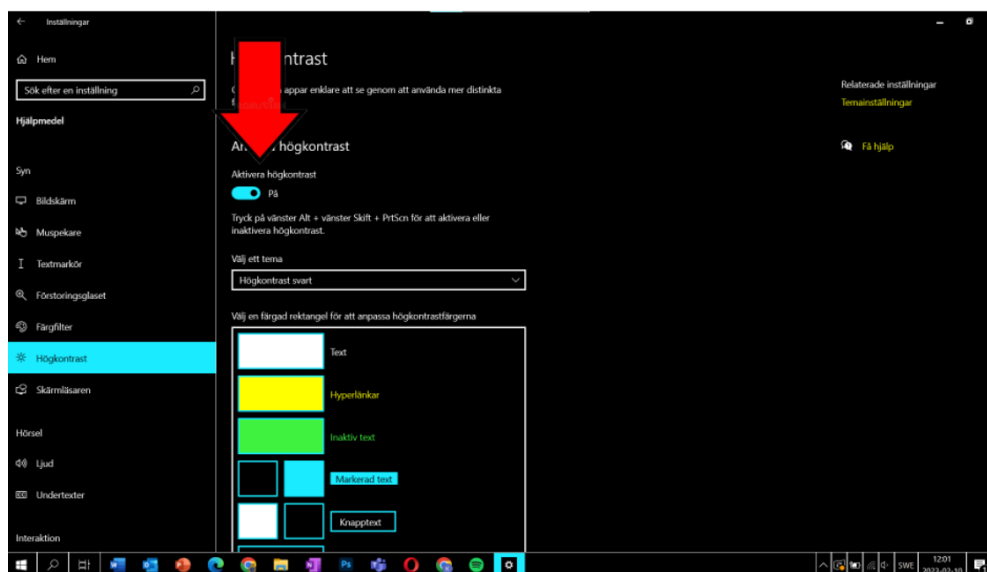 Inställningar
Hem
Sök efter en inställning
Hjälpmedel
Syn
Bildskärm
Muspekare
Textmarkör
Förstoringsglaset
Färgfilter
Högkontrast
Skärmläsaren
Hörsel
Ljud
Undertexter
Interaktion
ntrast
appar enklare att se genom att använda mer distinkta
högkontrast
Aktivera högkontrast
På
Tryck på vänster Alt + vänster Skift + PrtScn för att aktivera eller
inaktivera högkontrast.
Välj ett tema
Högkontrast svart
Välj en färgad rektangel för att anpassa högkontrastfärgerna
Text
Hyperlänkar
Inaktiv text
Markerad text
Knapptext
Relaterade inställningar
Temainställningar
Få hjälp
SWE
12:01
2023-02-10